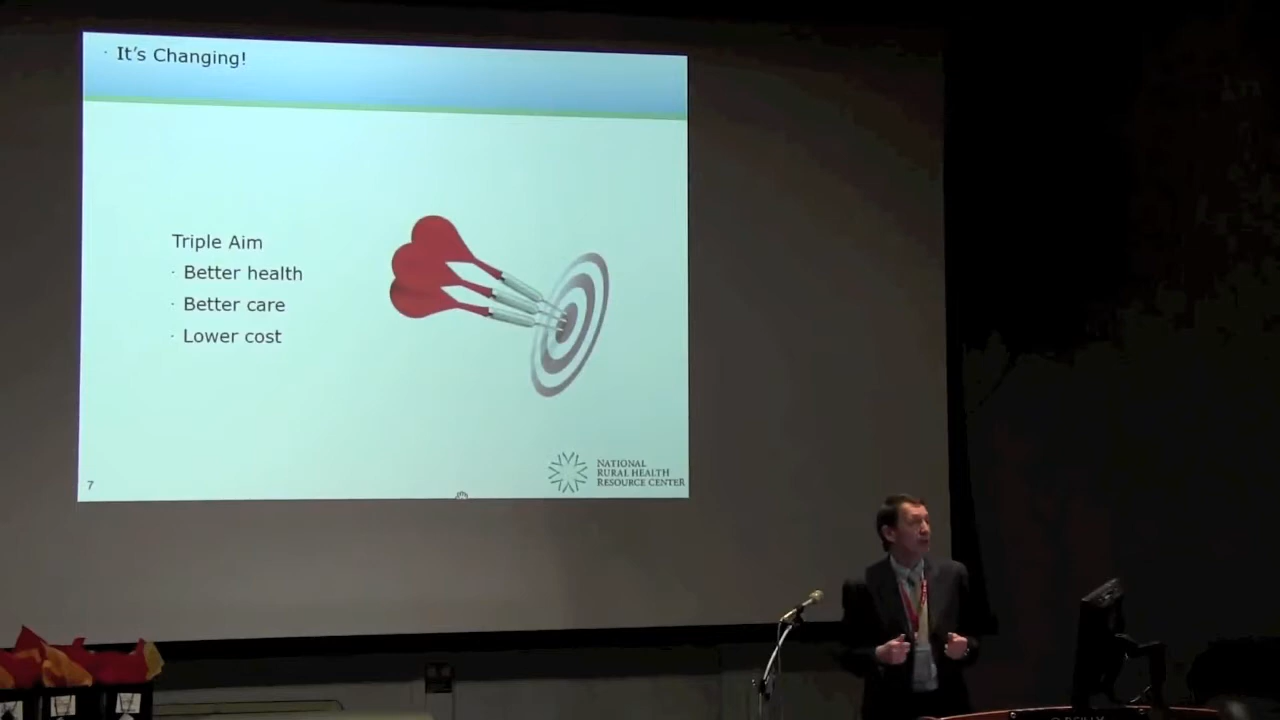 · It's Changing!
Triple Aim
· Better health
· Better care
· Lower cost
7
NATIONAL
RURAL HEALTH
RESOURCE CENTER